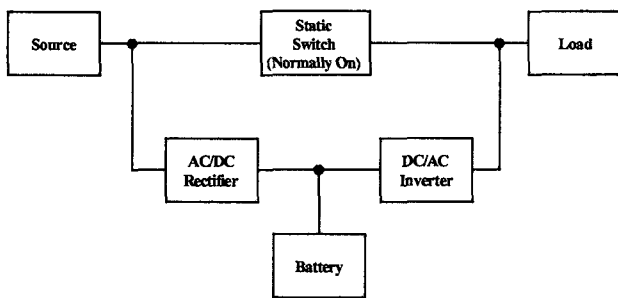 Source
Static
Switch
(Normally On)
Load
AC/DC
Rectifier
DC/AC
Inverter
Battery